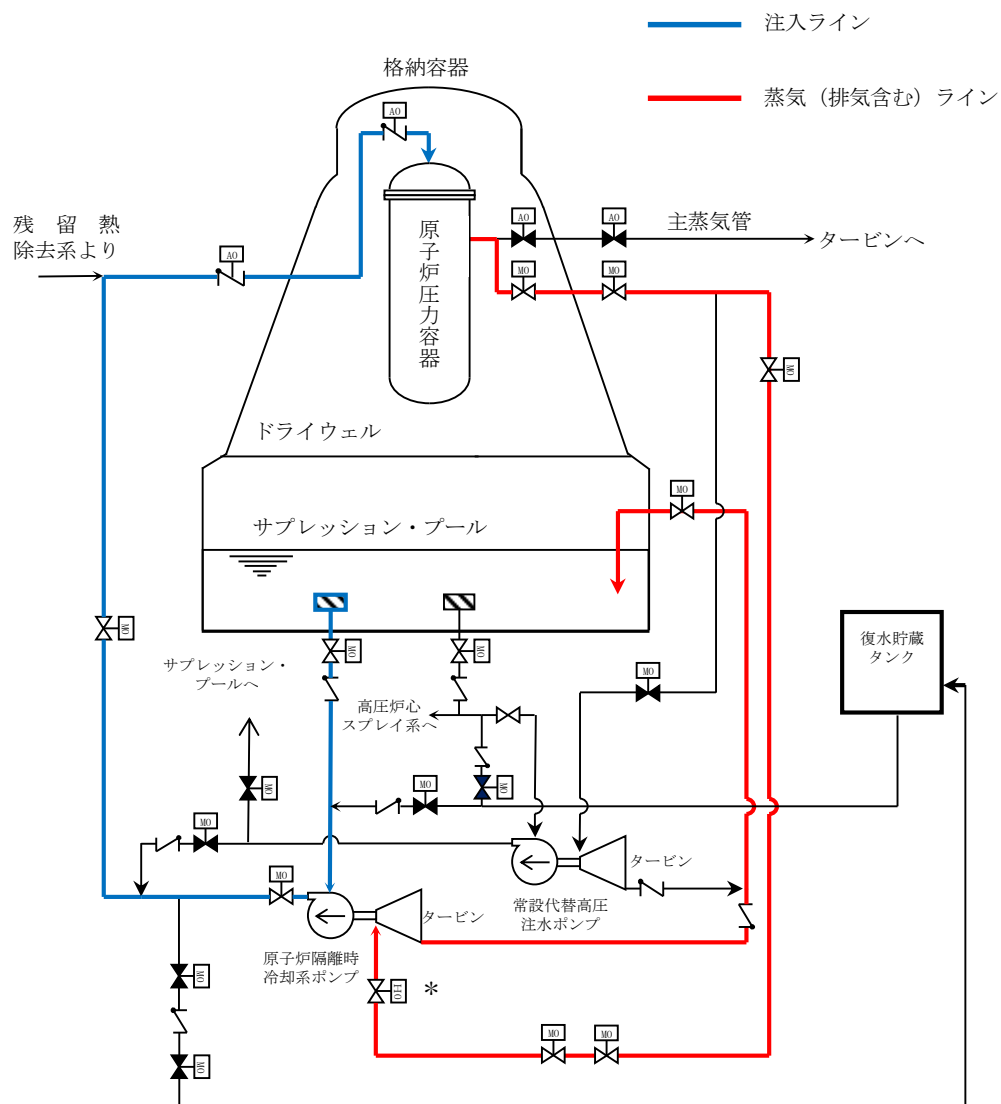 注入ライン
格納容器
蒸気（排気含む）ライン
AO
残留熱
除去系より
AO
原子炉圧力容器
AO
AO
主蒸気管
タービンへ
MO
MO
MO
ドライウェル
MO
サプレッション・プール
MO
MO
MO
復水貯蔵
タンク
サプレッション・
プールへ
MO
高圧炉心
スプレイ系へ
MO
MO
MO
MO
タービン
MO
常設代替高圧
注水ポンプ
タービン
原子炉隔離時
冷却系ポンプ
MO
HO
＊
MO
MO
MO